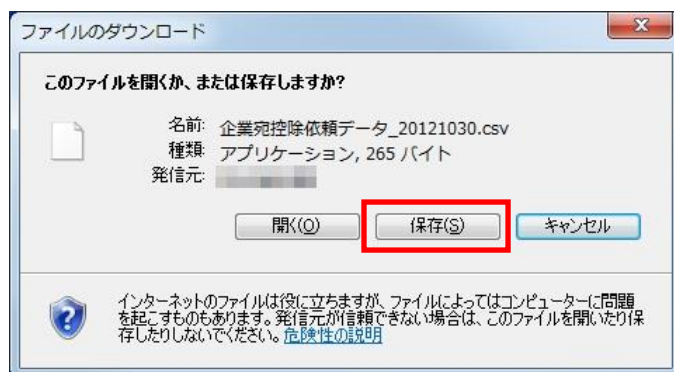 ファイルのダウンロード
このファイルを開くか、または保存しますか?
名前: 企業宛控除依頼データ_20121030.csv
種類: アプリケーション, 265 バイト
発信元:
開く(O) 保存(S) キャンセル
インターネットのファイルは役に立ちますが、ファイルによってはコンピューターに問題
を起こすものもあります。発信元が信頼できない場合は、このファイルを開いたり保
存したりしないでください。危険性の説明